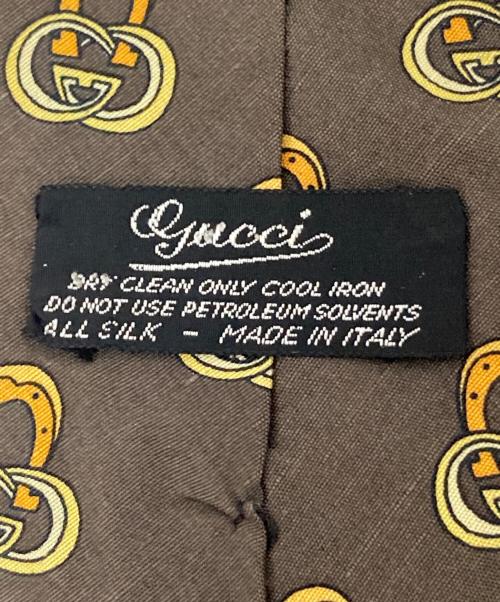 Gucci
DRY CLEAN ONLY COOL IRON
DO NOT USE PETROLEUM SOLVENTS
ALL SILK - MADE IN ITALY